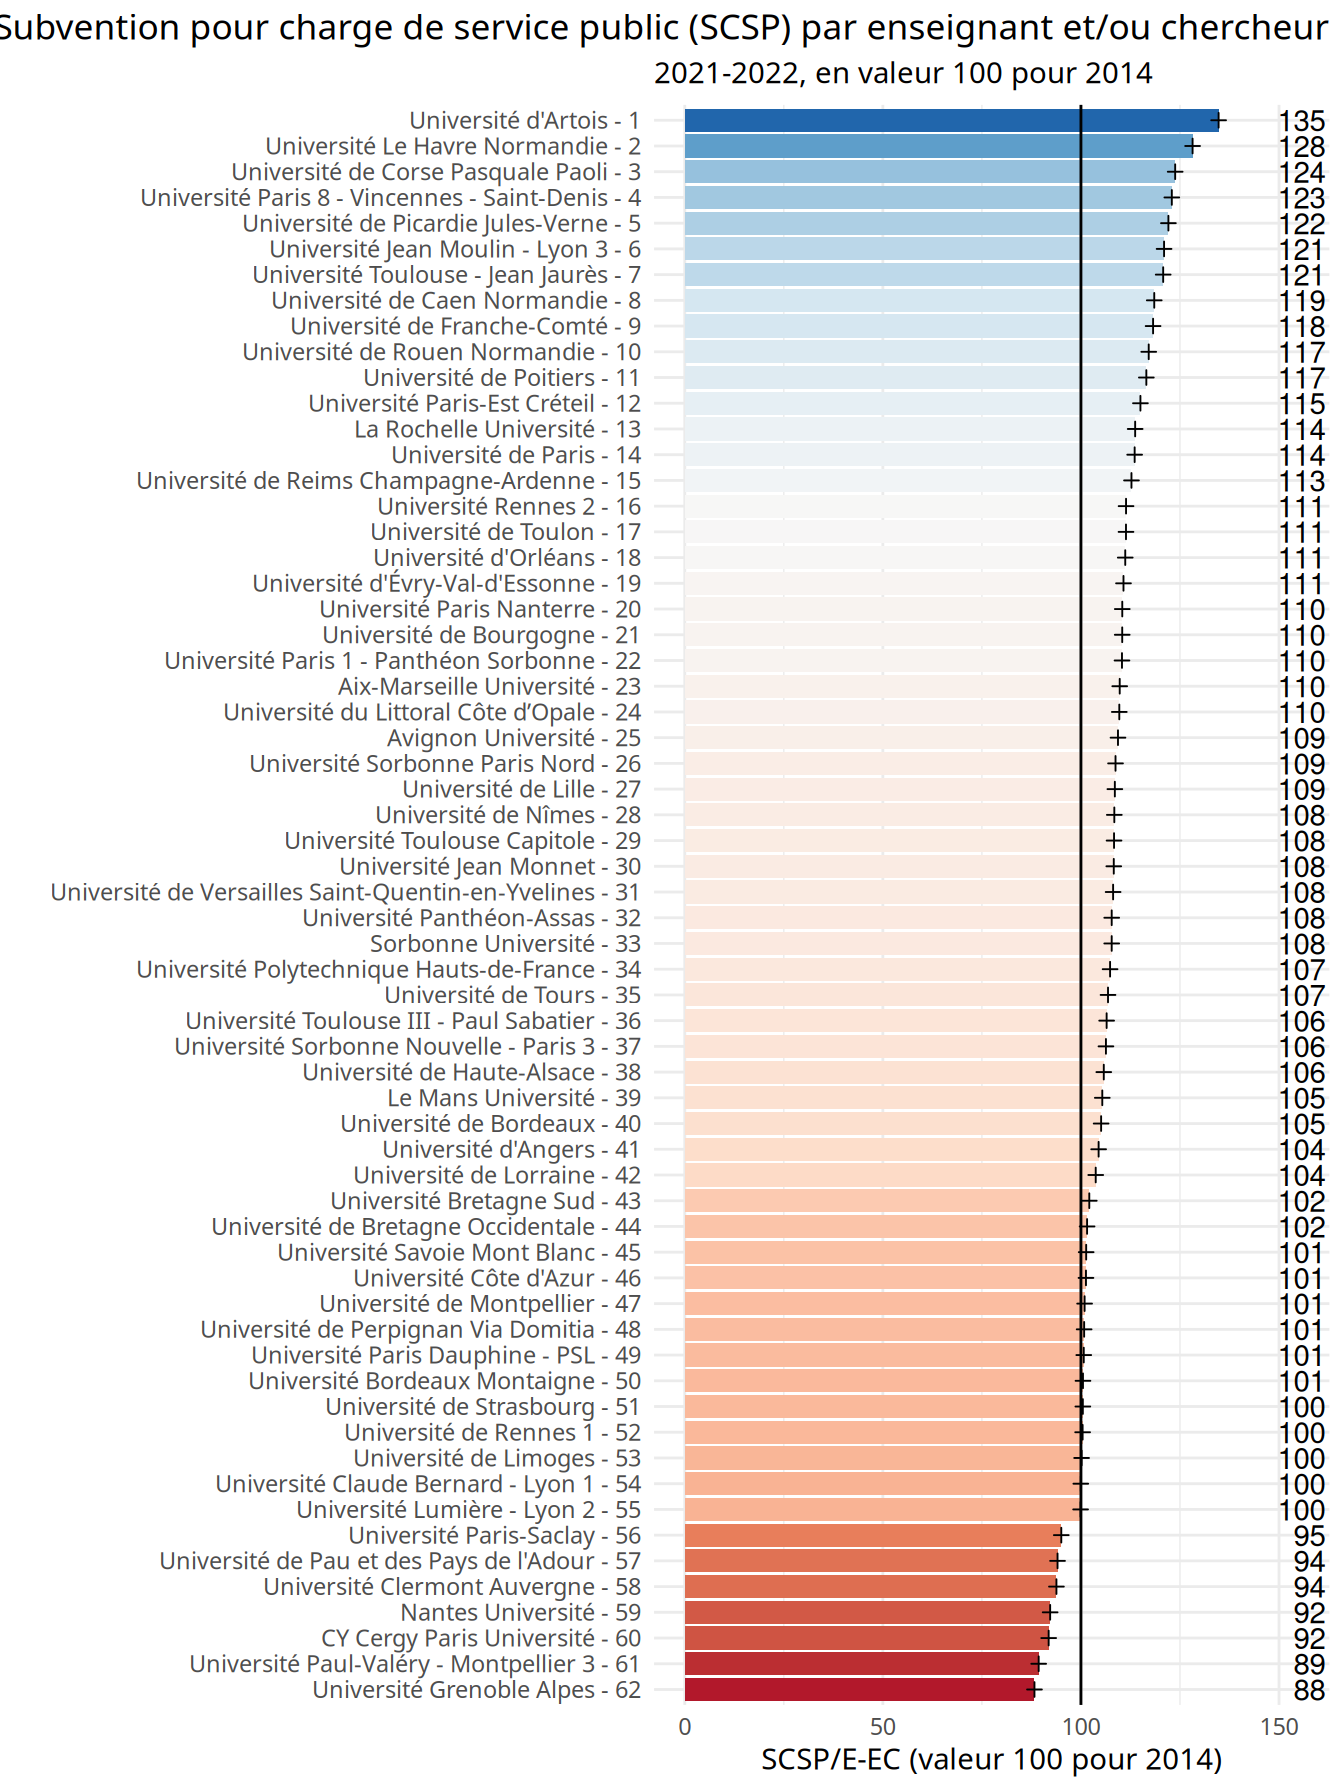 Subvention pour charge de service public (SCSP) par enseignant et/ou chercheur
2021-2022, en valeur 100 pour 2014
Université d'Artois - 1 135
Université Le Havre Normandie - 2 128
Université de Corse Pasquale Paoli - 3 124
Université Paris 8 - Vincennes - Saint-Denis - 4 123
Université de Picardie Jules-Verne - 5 122
Université Jean Moulin - Lyon 3 - 6 121
Université Toulouse - Jean Jaurès - 7 121
Université de Caen Normandie - 8 119
Université de Franche-Comté - 9 118
Université de Rouen Normandie - 10 117
Université de Poitiers - 11 117
Université Paris-Est Créteil - 12 115
La Rochelle Université - 13 114
Université de Paris - 14 114
Université de Reims Champagne-Ardenne - 15 113
Université Rennes 2 - 16 111
Université de Toulon - 17 111
Université d'Orléans - 18 111
Université d'Évry-Val-d'Essonne - 19 111
Université Paris Nanterre - 20 110
Université de Bourgogne - 21 110
Université Paris 1 - Panthéon Sorbonne - 22 110
Aix-Marseille Université - 23 110
Université du Littoral Côte d’Opale - 24 110
Avignon Université - 25 109
Université Sorbonne Paris Nord - 26 109
Université de Lille - 27 109
Université de Nîmes - 28 108
Université Toulouse Capitole - 29 108
Université Jean Monnet - 30 108
Université de Versailles Saint-Quentin-en-Yvelines - 31 108
Université Panthéon-Assas - 32 108
Sorbonne Université - 33 108
Université Polytechnique Hauts-de-France - 34 107
Université de Tours - 35 107
Université Toulouse III - Paul Sabatier - 36 106
Université Sorbonne Nouvelle - Paris 3 - 37 106
Université de Haute-Alsace - 38 106
Le Mans Université - 39 105
Université de Bordeaux - 40 105
Université d'Angers - 41 104
Université de Lorraine - 42 104
Université Bretagne Sud - 43 102
Université de Bretagne Occidentale - 44 102
Université Savoie Mont Blanc - 45 101
Université Côte d'Azur - 46 101
Université de Montpellier - 47 101
Université de Perpignan Via Domitia - 48 101
Université Paris Dauphine - PSL - 49 101
Université Bordeaux Montaigne - 50 101
Université de Strasbourg - 51 100
Université de Rennes 1 - 52 100
Université de Limoges - 53 100
Université Claude Bernard - Lyon 1 - 54 100
Université Lumière - Lyon 2 - 55 100
Université Paris-Saclay - 56 95
Université de Pau et des Pays de l'Adour - 57 94
Université Clermont Auvergne - 58 94
Nantes Université - 59 92
CY Cergy Paris Université - 60 92
Université Paul-Valéry - Montpellier 3 - 61 89
Université Grenoble Alpes - 62 88
0 50 100 150
SCSP/E-EC (valeur 100 pour 2014)